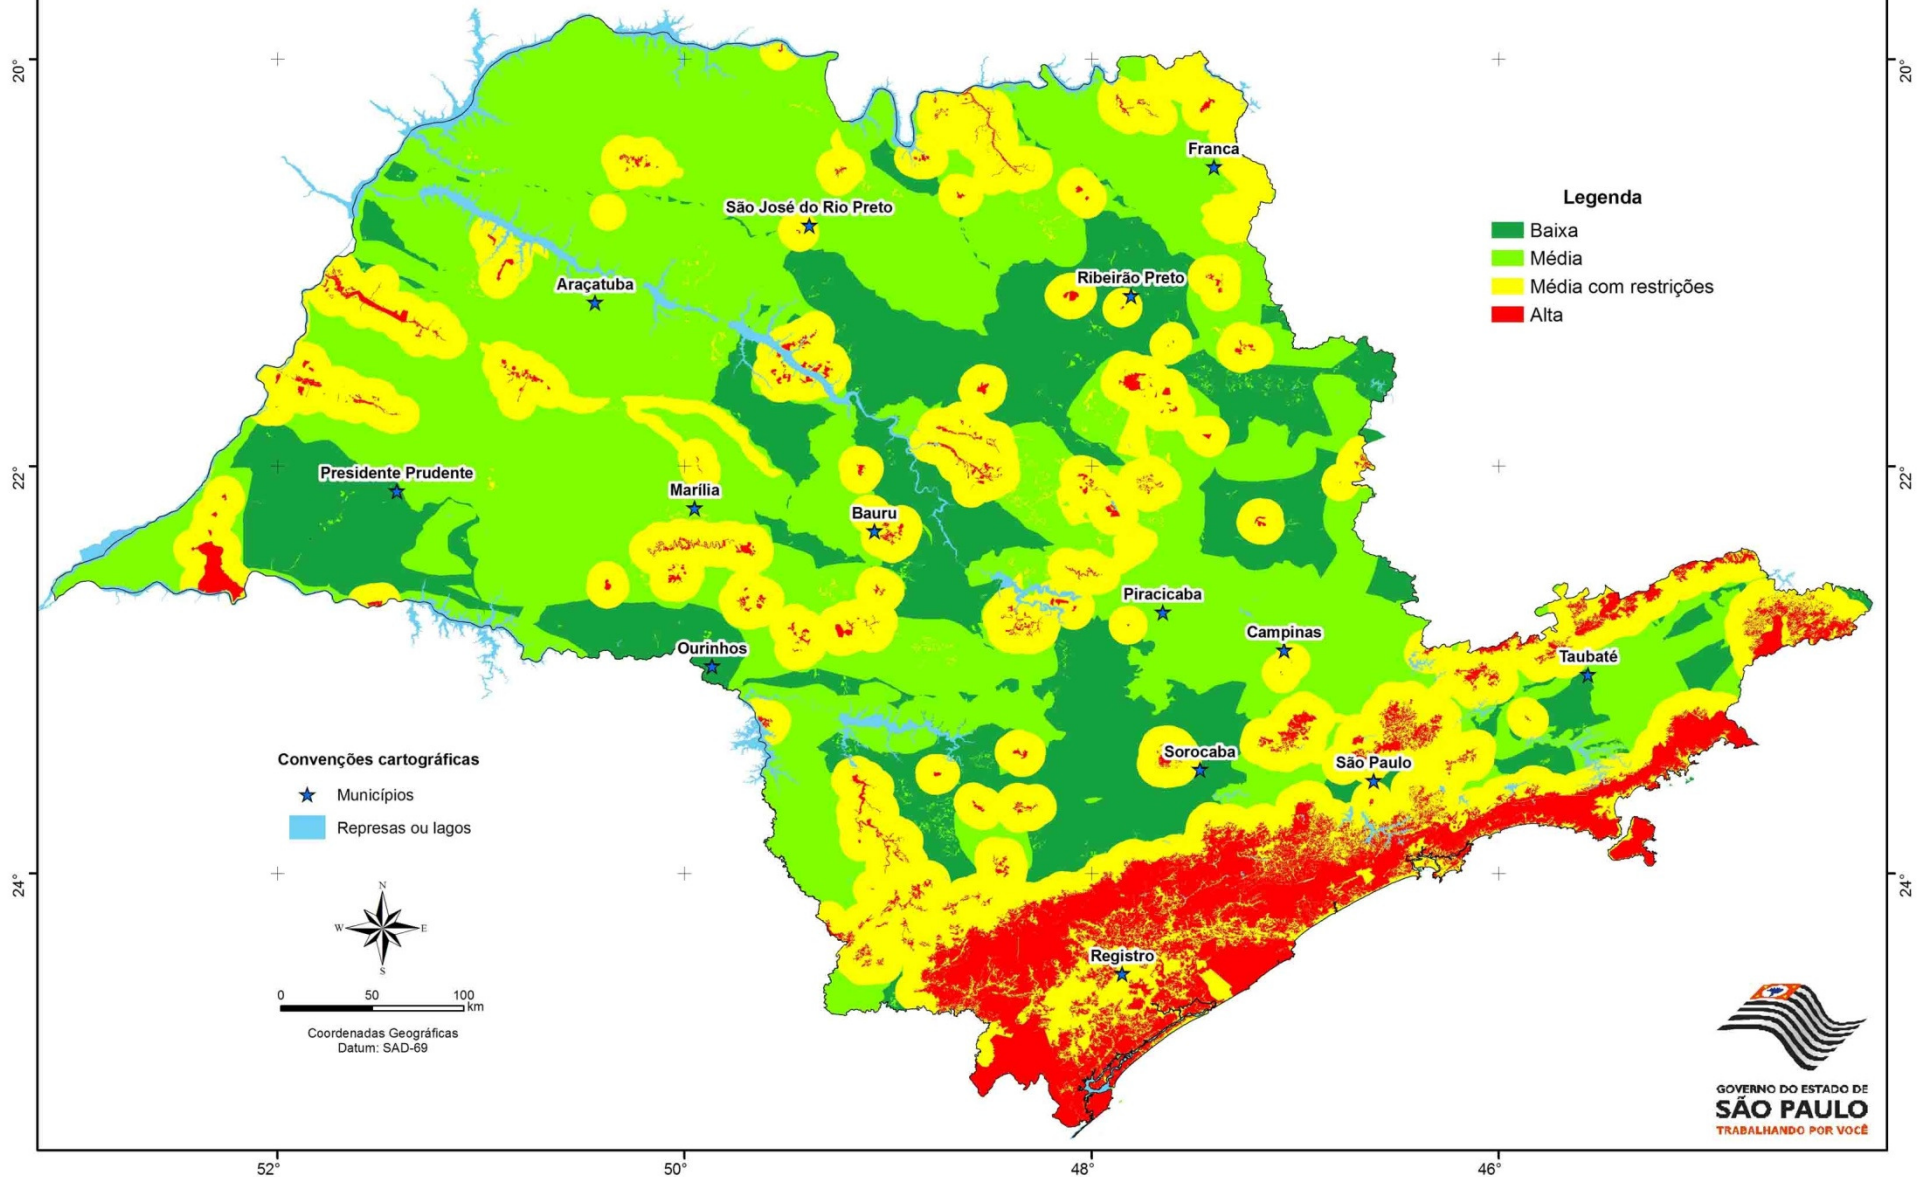 20°
20°
Franca
Legenda
São José do Rio Preto
Baixa
Média
Ribeirão Preto
Araçatuba
Média com restrições
Alta
22°
22°
Presidente Prudente
Marília
Bauru
Piracicaba
Campinas
Ourinhos
Taubaté
Convenções cartográficas
Sorocaba
São Paulo
Municípios
Represas ou lagos
24°
24°
N
W
E
S
Registro
0 50 100
km
Coordenadas Geográficas
Datum: SAD-69
GOVERNO DO ESTADO DE
SÃO PAULO
TRABALHANDO POR VOCÊ
52° 50° 48° 46°